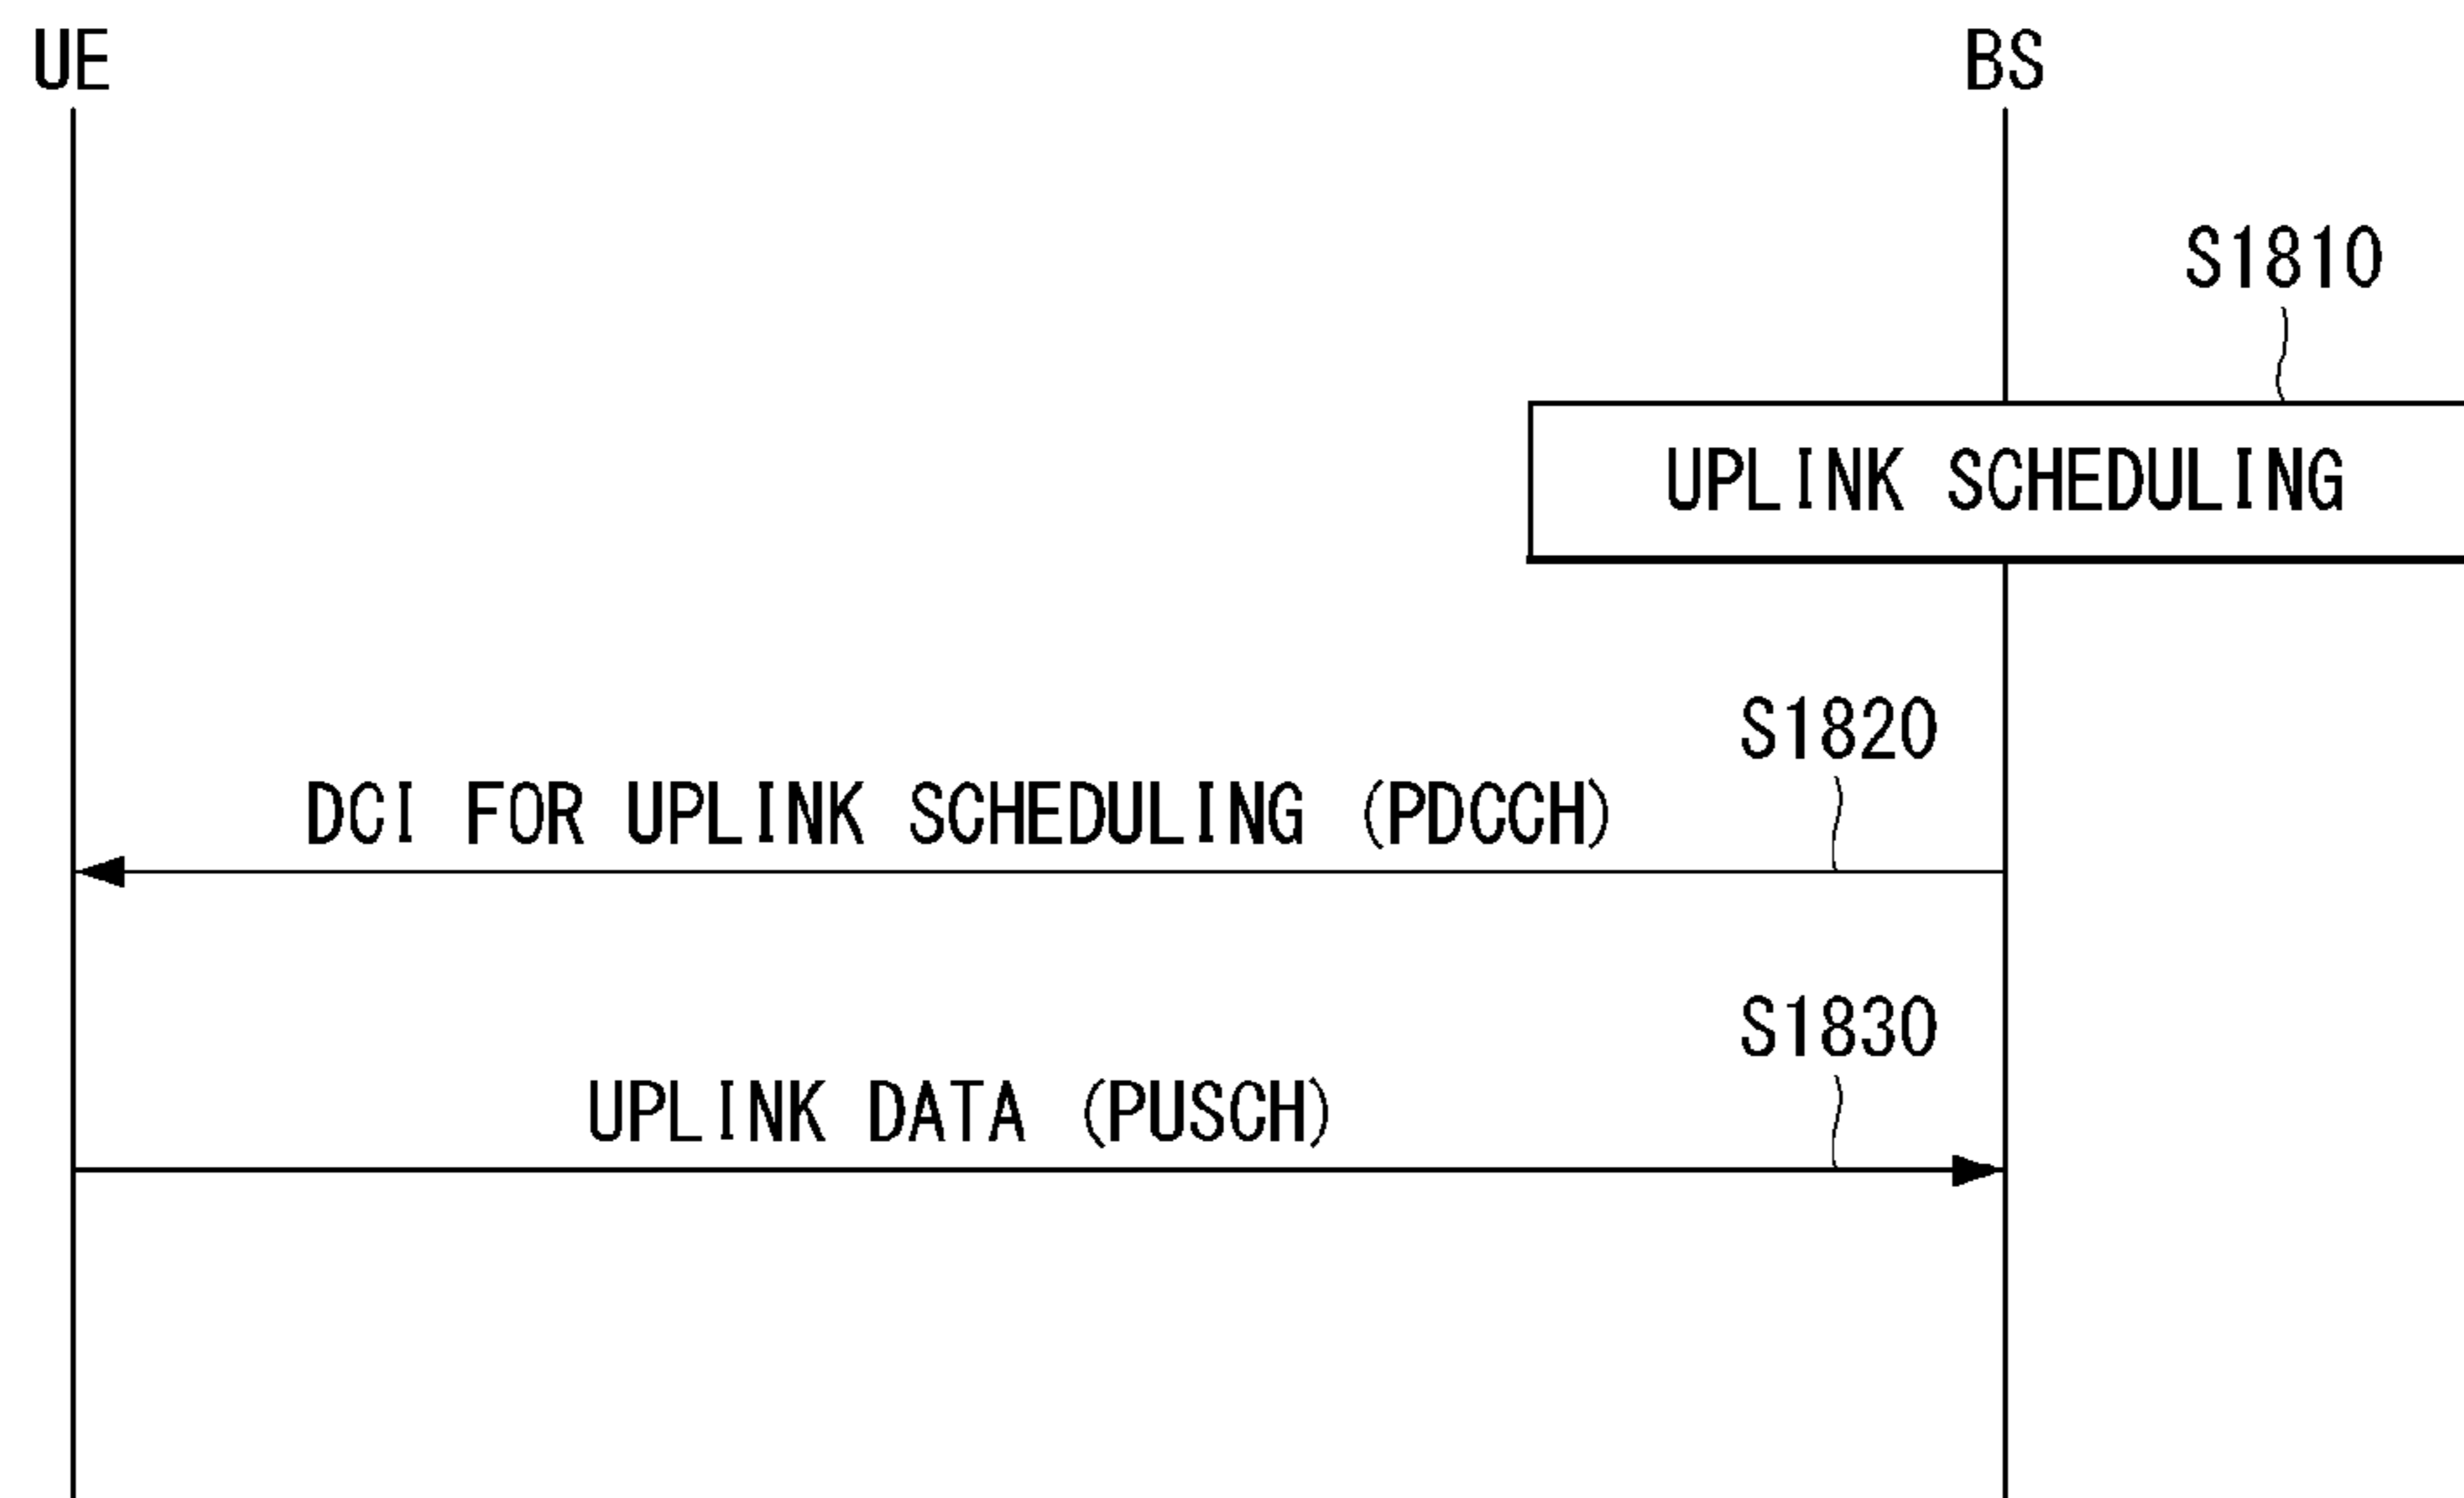 UE
BS
S1810
UPLINK SCHEDULING
S1820
DCI FOR UPLINK SCHEDULING (PDCCH)
S1830
UPLINK DATA (PUSCH)